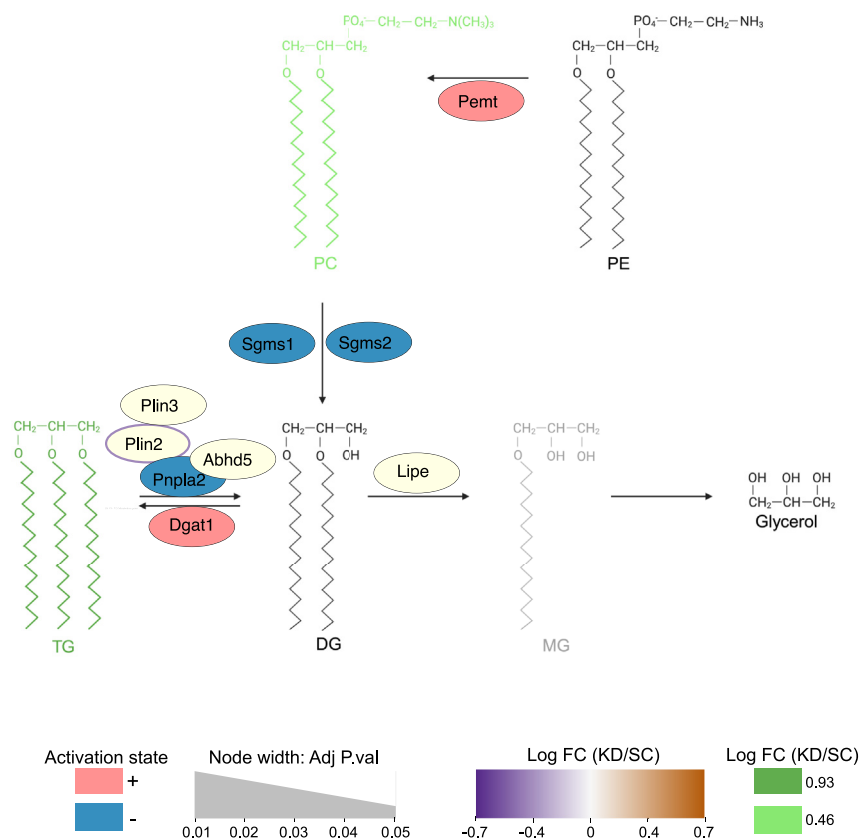 PO₄⁻—CH₂—CH₂—N(CH₃)₃
CH₂—CH—CH₂
O O
PC
PO₄⁻—CH₂—CH₂—NH₃
CH₂—CH—CH₂
O O
PE
Pemt
Sgms1
Sgms2
Plin3
Plin2
Abhd5
Pnpla2
Dgat1
Lipe
CH₂—CH—CH₂
O O O
TG
CH₂—CH—CH₂
O O OH
DG
CH₂—CH—CH₂
O OH OH
MG
OH OH OH
CH₂—CH—CH₂
Glycerol
Activation state
+
-
Node width: Adj P.val
0.01 0.02 0.03 0.04 0.05
Log FC (KD/SC)
-0.7 -0.4 0 0.4 0.7
Log FC (KD/SC)
0.93
0.46